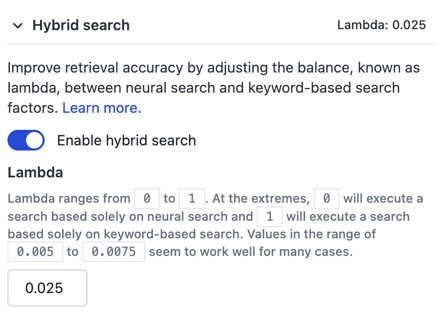 Hybrid search Lambda: 0.025
Improve retrieval accuracy by adjusting the balance, known as
lambda, between neural search and keyword-based search
factors. Learn more.
Enable hybrid search
Lambda
Lambda ranges from 0 to 1. At the extremes, 0 will execute a
search based solely on neural search and 1 will execute a search
based solely on keyword-based search. Values in the range of
0.005 to 0.0075 seem to work well for many cases.
0.025